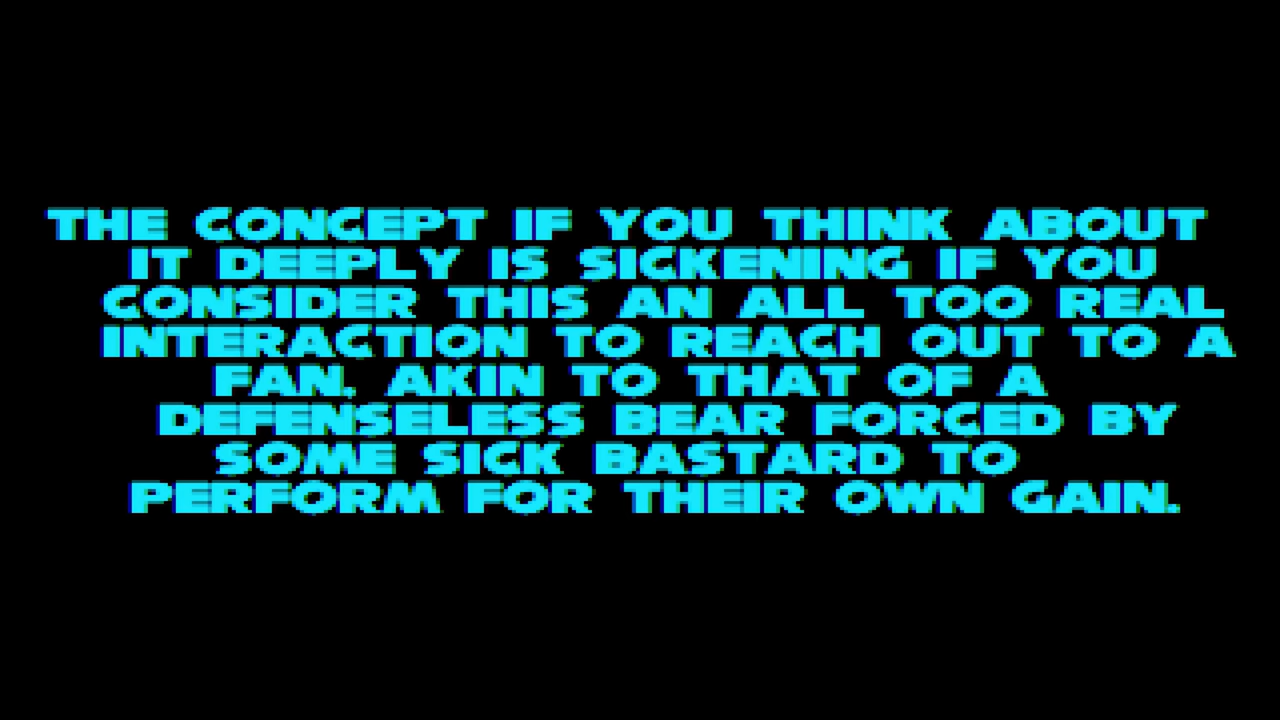 THE CONCEPT IF YOU THINK ABOUT
IT DEEPLY IS SICKENING IF YOU
CONSIDER THIS AN ALL TOO REAL
INTERACTION TO REACH OUT TO A
FAN, AKIN TO THAT OF A
DEFENSELESS BEAR FORCED BY
SOME SICK BASTARD TO
PERFORM FOR THEIR OWN GAIN.